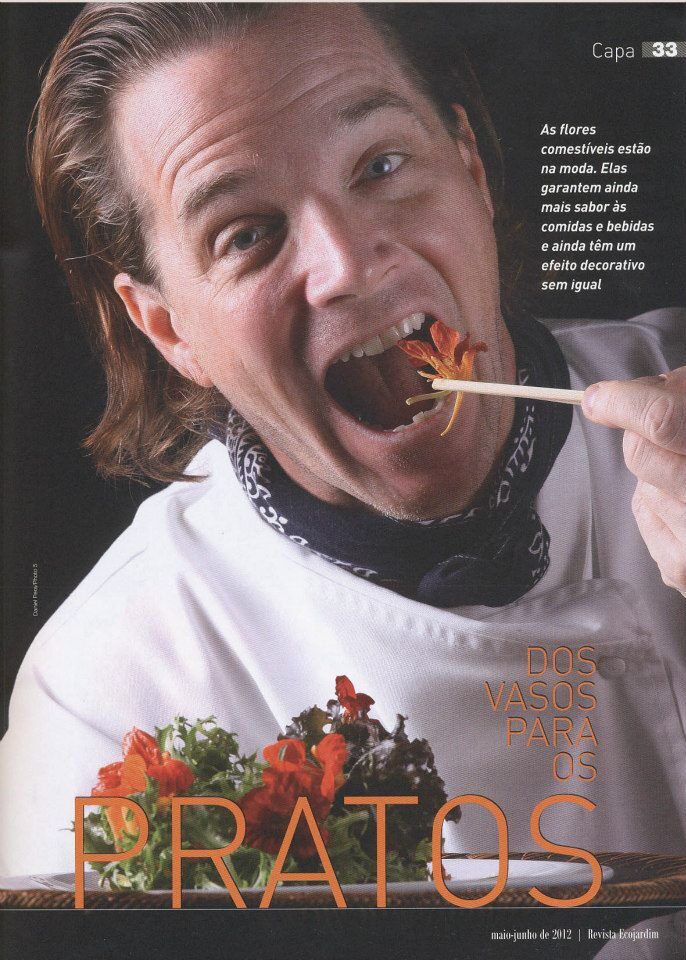 Capa 33
As flores
comestíveis estão
na moda. Elas
garantem ainda
mais sabor às
comidas e bebidas
e ainda têm um
efeito decorativo
sem igual
DOS
VASOS
PARA
OS
PRATOS
maio-junho de 2012 | Revista Ecojardim